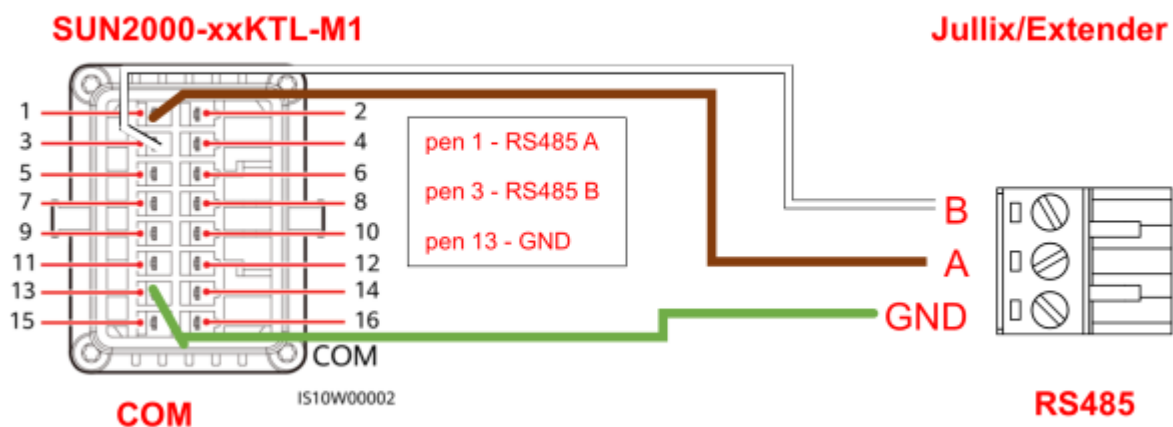 SUN2000-xxKTL-M1
Jullix/Extender
1
2
3
4
5
6
7
8
9
10
11
12
13
14
15
16
pen 1 - RS485 A
pen 3 - RS485 B
pen 13 - GND
B
A
GND
COM
IS10W00002
COM
RS485